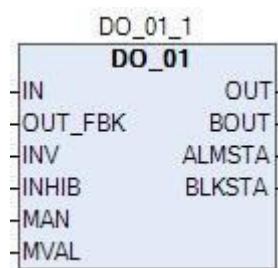 DO_01_1
DO_01
IN OUT
OUT_FBK BOUT
INV ALMSTA
INHIB BLKSTA
MAN
MVAL